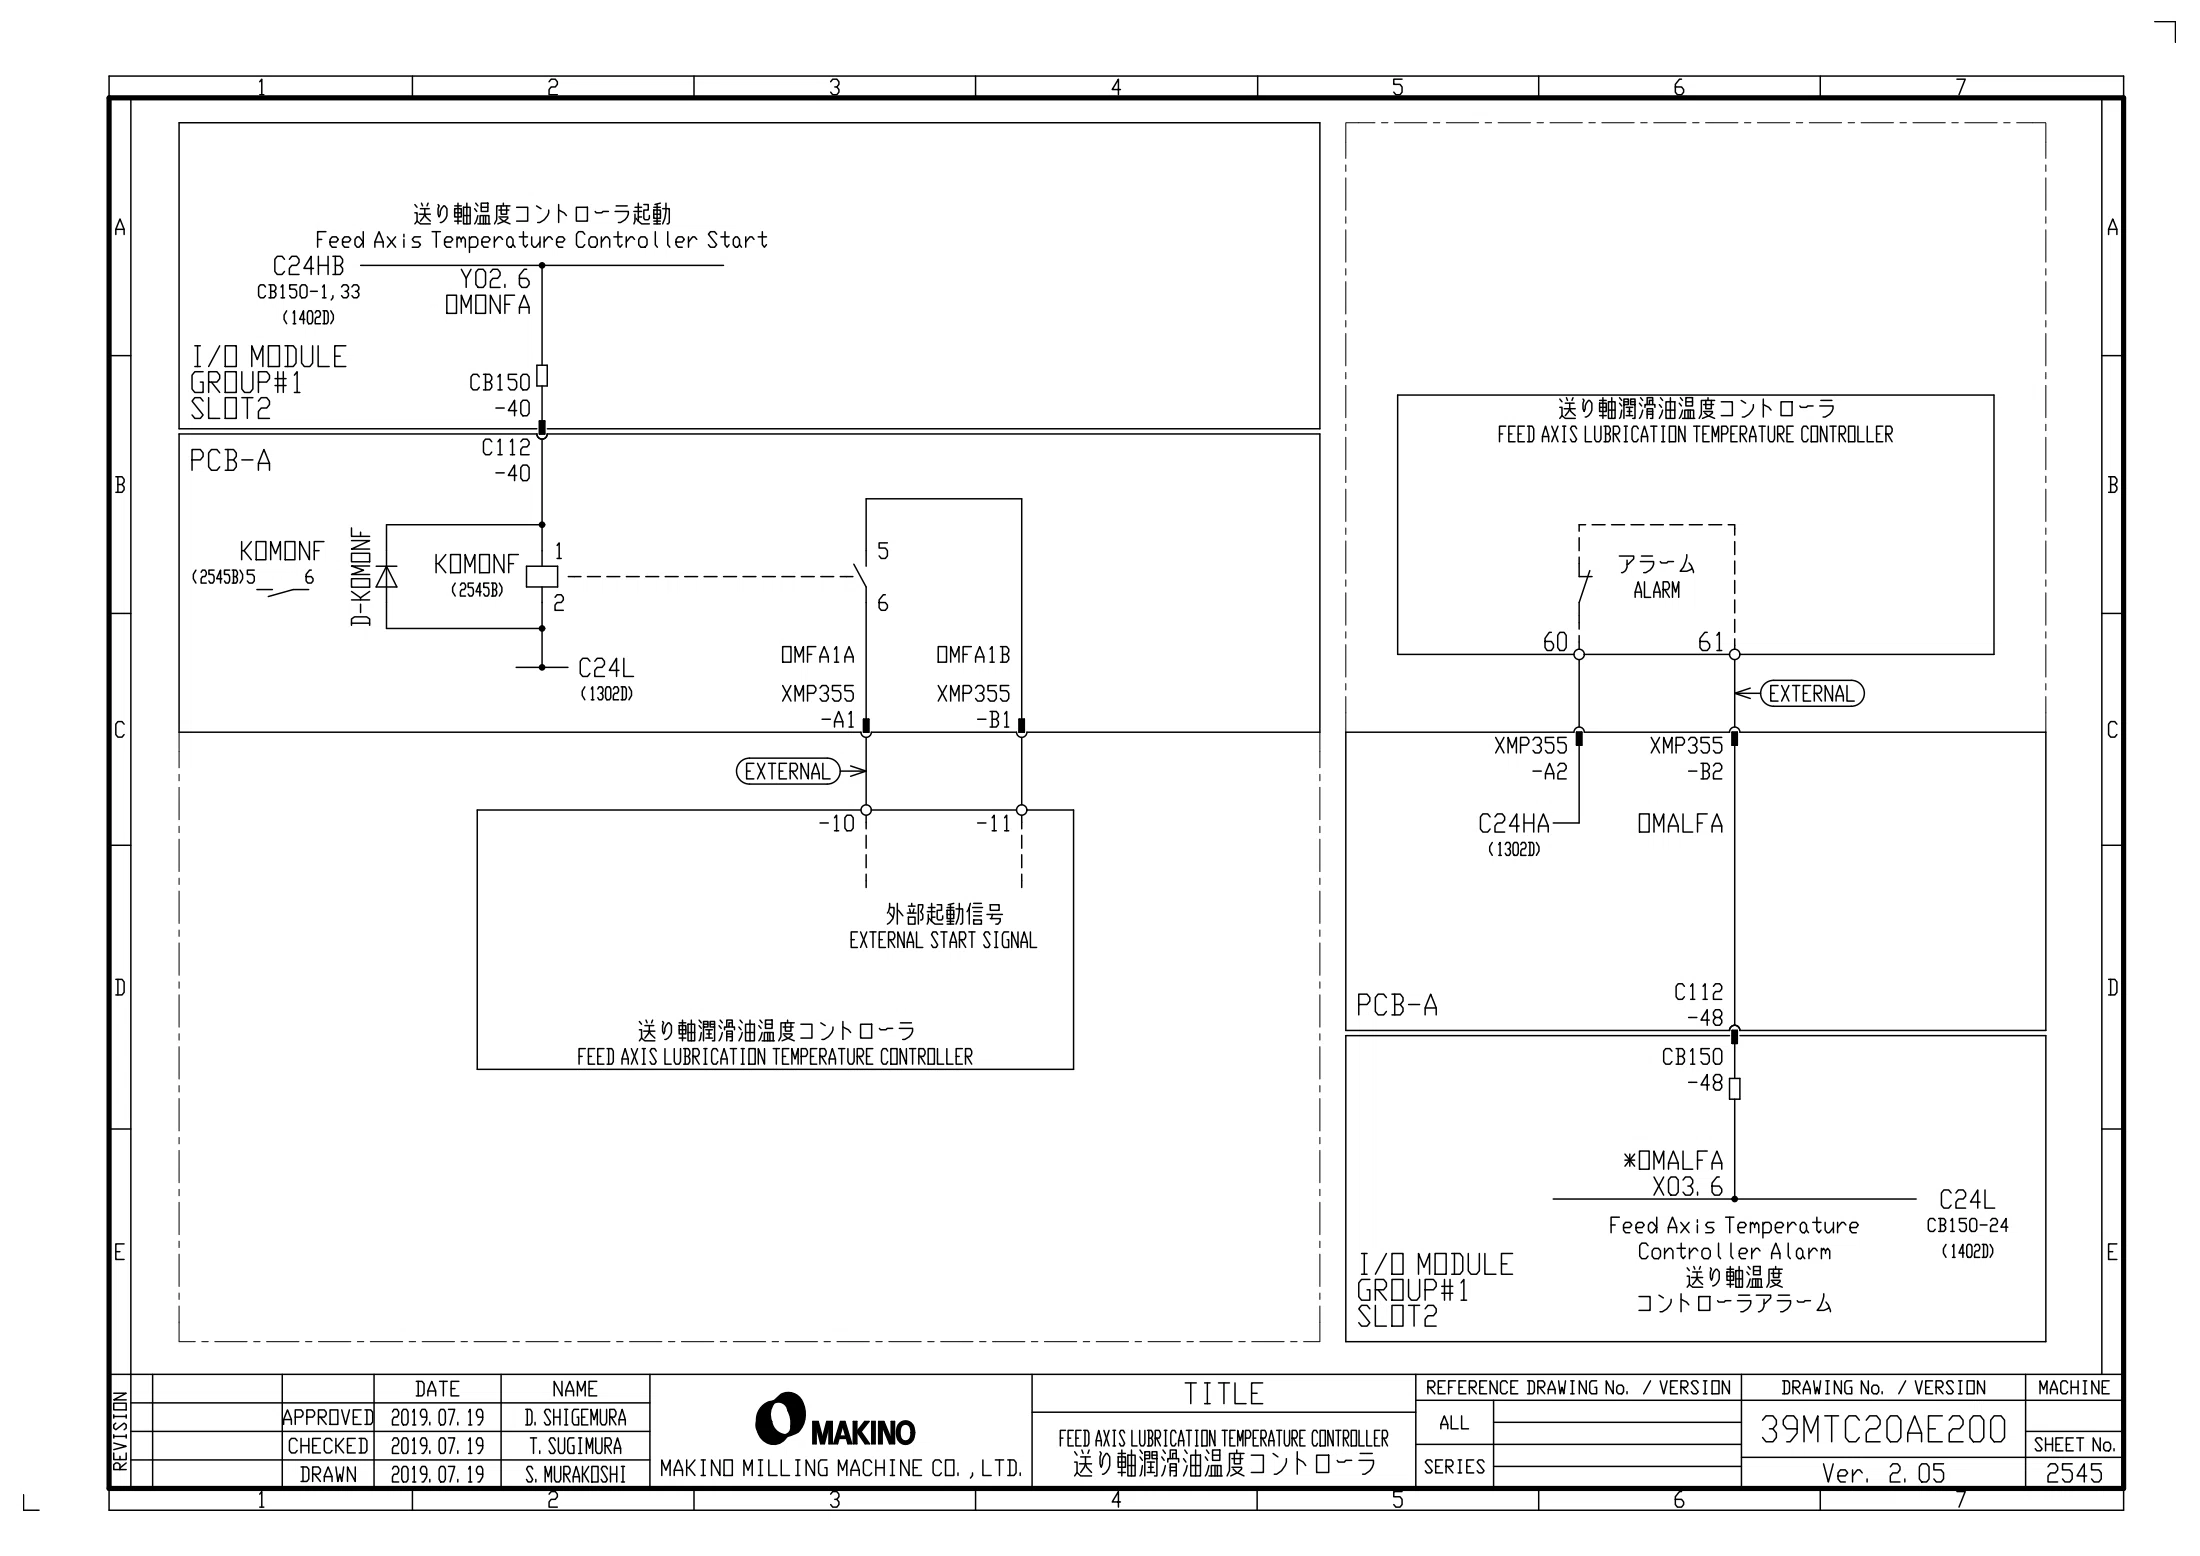 1 2 3 4 5 6 7
A
B
C
D
E
送り軸温度コントローラ起動
Feed Axis Temperature Controller Start
C24HB
CB150-1,33
(1402D)
Y02.6
OMONFA
I/O MODULE
GROUP#1
SLOT2
CB150
-40
PCB-A
C112
-40
KOMONF
(2545B)5 6
D-KOMONF
KOMONF
(2545B)
1
2
C24L
(1302D)
5
6
OMFA1A
XMP355
-A1
OMFA1B
XMP355
-B1
EXTERNAL
-10
-11
外部起動信号
EXTERNAL START SIGNAL
送り軸潤滑油温度コントローラ
FEED AXIS LUBRICATION TEMPERATURE CONTROLLER
送り軸潤滑油温度コントローラ
FEED AXIS LUBRICATION TEMPERATURE CONTROLLER
アラーム
ALARM
60
61
EXTERNAL
XMP355
-A2
XMP355
-B2
C24HA
(1302D)
OMALFA
PCB-A
C112
-48
CB150
-48
*OMALFA
X03.6
C24L
CB150-24
(1402D)
Feed Axis Temperature
Controller Alarm
送り軸温度
コントローラアラーム
I/O MODULE
GROUP#1
SLOT2
A
B
C
D
E
REVISION
DATE NAME
APPROVED 2019.07.19 D. SHIGEMURA
CHECKED 2019.07.19 T. SUGIMURA
DRAWN 2019.07.19 S. MURAKOSHI
MAKINO
MAKINO MILLING MACHINE CO.,LTD.
TITLE
FEED AXIS LUBRICATION TEMPERATURE CONTROLLER
送り軸潤滑油温度コントローラ
REFERENCE DRAWING No. / VERSION
ALL
SERIES
DRAWING No. / VERSION
39MTC20AE200
Ver. 2.05
MACHINE
SHEET No.
2545
1 2 3 4 5 6 7